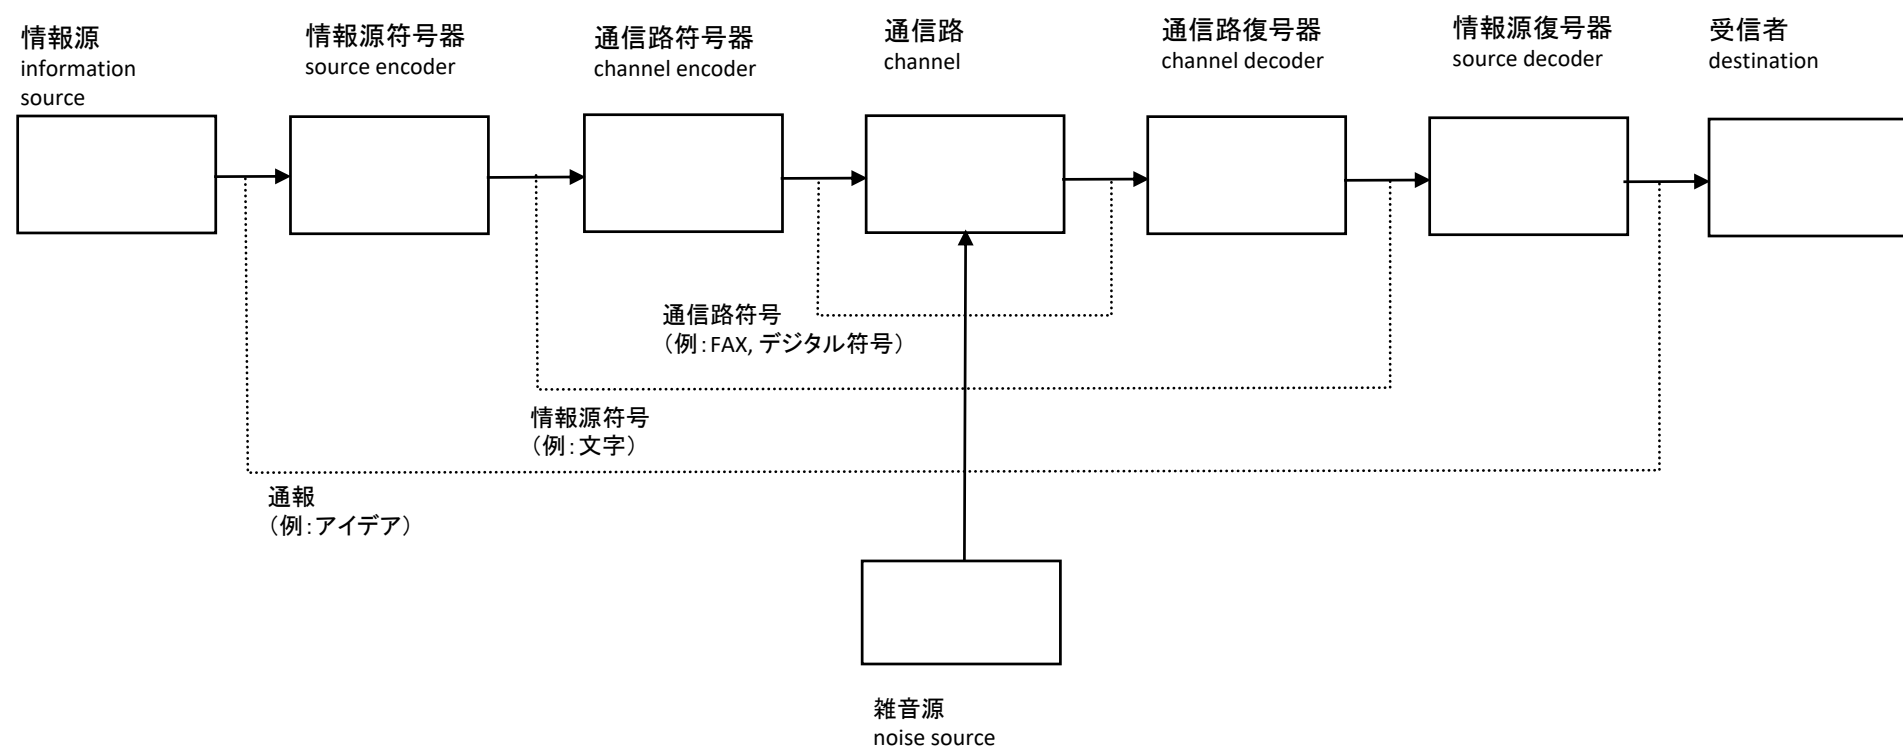 情報源
information
source
情報源符号器
source encoder
通信路符号器
channel encoder
通信路
channel
通信路復号器
channel decoder
情報源復号器
source decoder
受信者
destination
通信路符号
（例：FAX, デジタル符号）
情報源符号
（例：文字）
通報
（例：アイデア）
雑音源
noise source